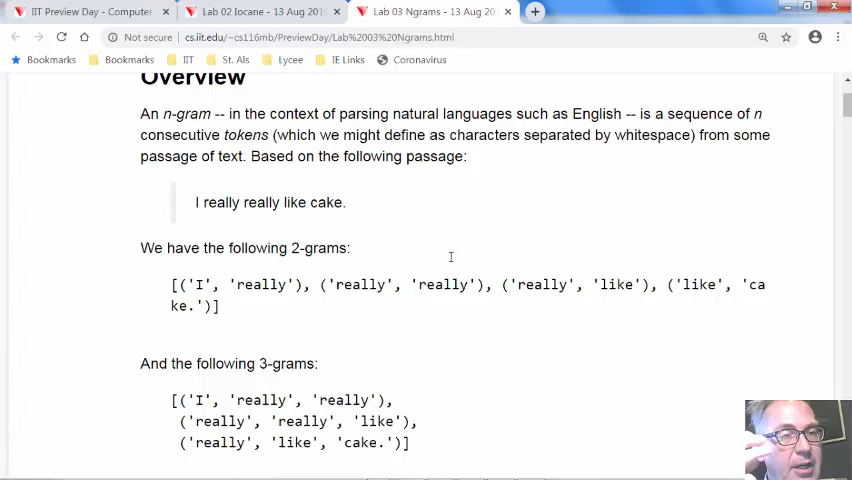 IIT Preview Day - Computer
Lab 02 Iocane - 13 Aug 201
Lab 03 Ngrams - 13 Aug 20
Not secure
cs.iit.edu/~cs116mb/PreviewDay/Lab%2003%20Ngrams.html
Bookmarks
Bookmarks
IIT
St. Als
Lycee
IE Links
Coronavirus
Overview
An n-gram -- in the context of parsing natural languages such as English -- is a sequence of n
consecutive tokens (which we might define as characters separated by whitespace) from some
passage of text. Based on the following passage:
I really really like cake.
We have the following 2-grams:
[('I', 'really'), ('really', 'really'), ('really', 'like'), ('like', 'ca
ke.')]
And the following 3-grams:
[('I', 'really', 'really'),
('really', 'really', 'like'),
('really', 'like', 'cake.')]